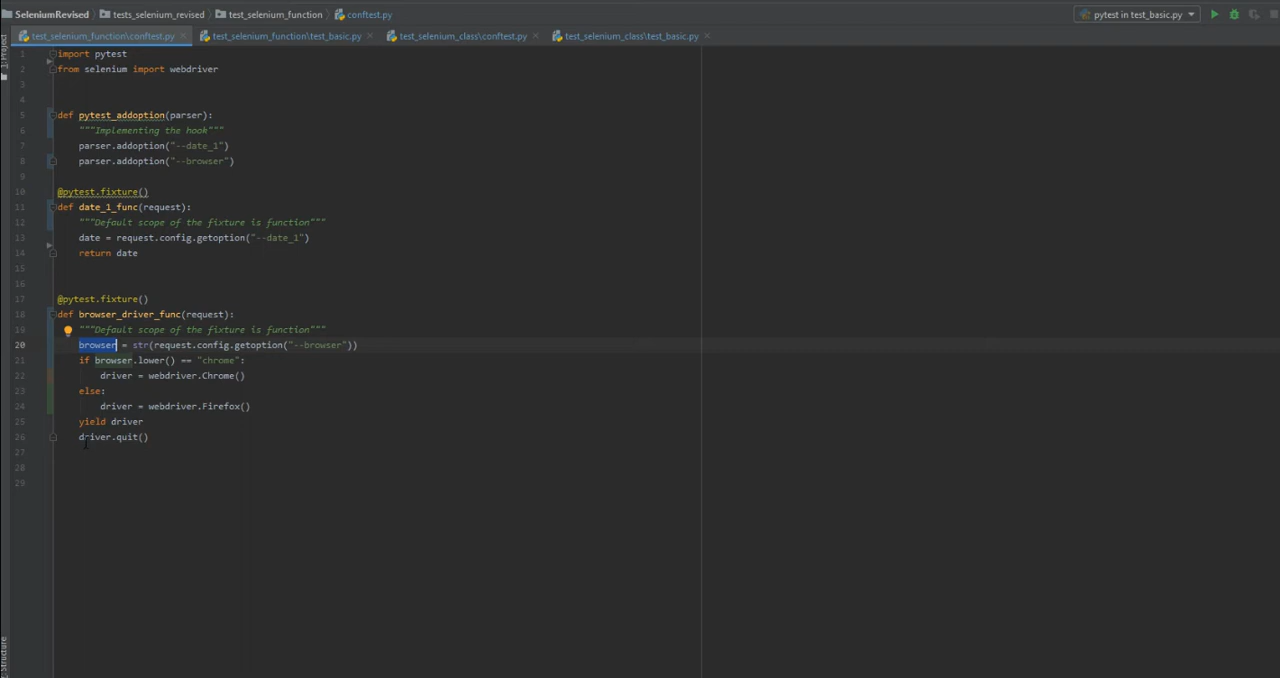 SeleniumRevised tests_selenium_revised test_selenium_function conftest.py pytest in test_basic.py
test_selenium_function\conftest.py test_selenium_function\test_basic.py test_selenium_class\conftest.py test_selenium_class\test_basic.py
1: Project
1 import pytest
2 from selenium import webdriver
3
4
5 def pytest_addoption(parser):
6 """Implementing the hook"""
7 parser.addoption("--date_1")
8 parser.addoption("--browser")
9
10 @pytest.fixture()
11 def date_1_func(request):
12 """Default scope of the fixture is function"""
13 date = request.config.getoption("--date_1")
14 return date
15
16
17 @pytest.fixture()
18 def browser_driver_func(request):
19 """Default scope of the fixture is function"""
20 browser = str(request.config.getoption("--browser"))
21 if browser.lower() == "chrome":
22 driver = webdriver.Chrome()
23 else:
24 driver = webdriver.Firefox()
25 yield driver
26 driver.quit()
27
28
29
Structure